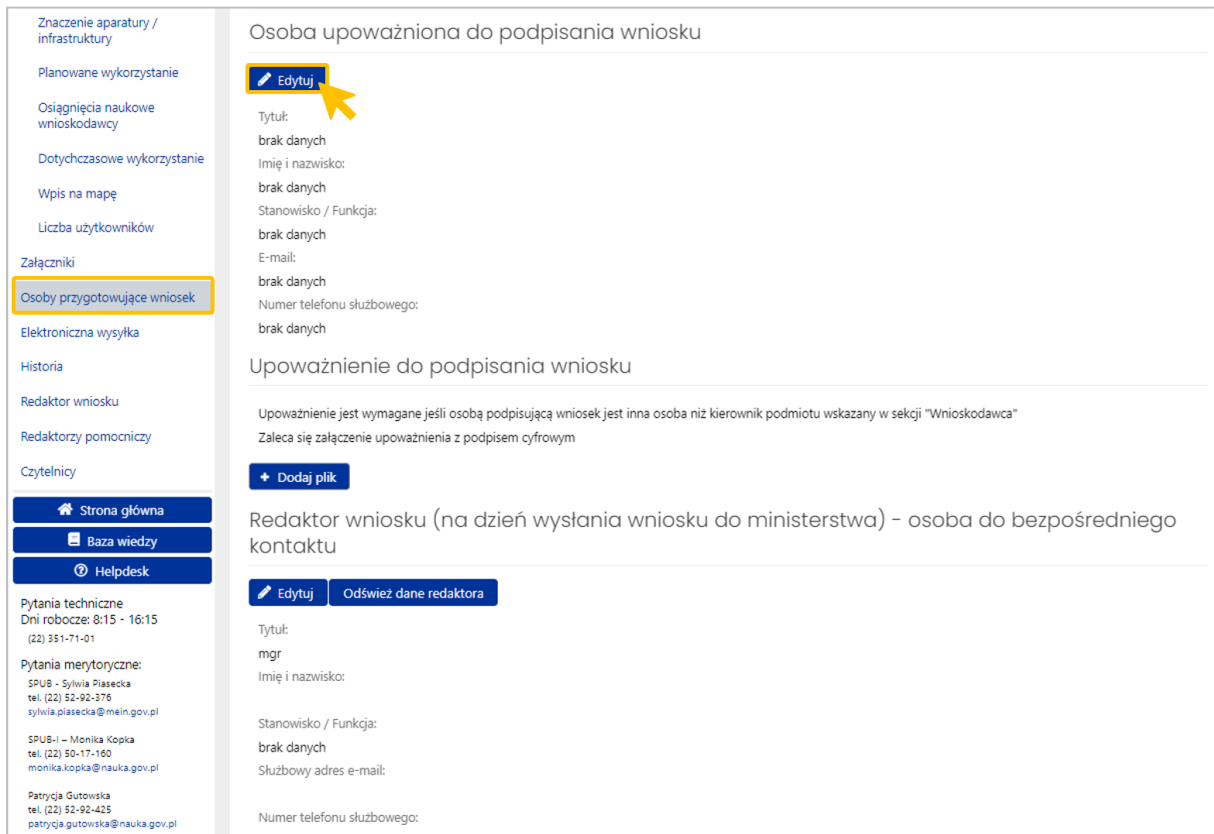 Znaczenie aparatury /
infrastruktury
Planowane wykorzystanie
Osiągnięcia naukowe
wnioskodawcy
Dotychczasowe wykorzystanie
Wpis na mapę
Liczba użytkowników
Załączniki
Osoby przygotowujące wniosek
Elektroniczna wysyłka
Historia
Redaktor wniosku
Redaktorzy pomocniczy
Czytelnicy
Strona główna
Baza wiedzy
Helpdesk
Pytania techniczne
Dni robocze: 8:15 - 16:15
(22) 351-71-01
Pytania merytoryczne:
SPUB - Sylwia Piasecka
tel. (22) 52-92-376
sylwia.piasecka@mein.gov.pl
SPUB-I – Monika Kopka
tel. (22) 50-17-160
monika.kopka@nauka.gov.pl
Patrycja Gutowska
tel. (22) 52-92-425
patrycja.gutowska@nauka.gov.pl
Osoba upoważniona do podpisania wniosku
Edytuj
Tytuł:
brak danych
Imię i nazwisko:
brak danych
Stanowisko / Funkcja:
brak danych
E-mail:
brak danych
Numer telefonu służbowego:
brak danych
Upoważnienie do podpisania wniosku
Upoważnienie jest wymagane jeśli osobą podpisującą wniosek jest inna osoba niż kierownik podmiotu wskazany w sekcji "Wnioskodawca"
Zaleca się załączenie upoważnienia z podpisem cyfrowym
Dodaj plik
Redaktor wniosku (na dzień wysłania wniosku do ministerstwa) - osoba do bezpośredniego
kontaktu
Edytuj Odśwież dane redaktora
Tytuł:
mgr
Imię i nazwisko:
Stanowisko / Funkcja:
brak danych
Służbowy adres e-mail:
Numer telefonu służbowego: